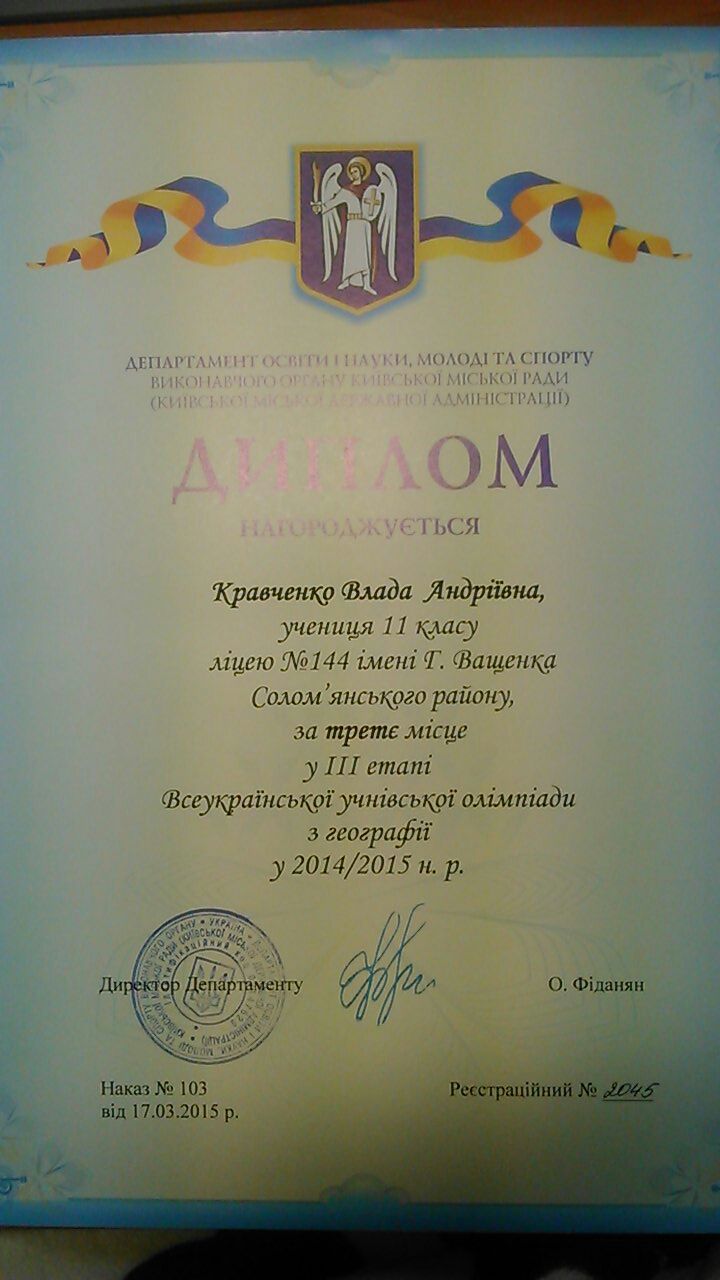 ДЕПАРТАМЕНТ ОСВІТИ І НАУКИ, МОЛОДІ ТА СПОРТУ
ВИКОНАВЧОГО ОРГАНУ КИЇВСЬКОЇ МІСЬКОЇ РАДИ
(КИЇВСЬКОЇ МІСЬКОЇ ДЕРЖАВНОЇ АДМІНІСТРАЦІЇ)
ДИПЛОМ
НАГОРОДЖУЄТЬСЯ
Кравченко Влада Андріївна,
учениця 11 класу
ліцею №144 імені Г. Ващенка
Солом'янського району,
за третє місце
у ІІІ етапі
Всеукраїнської учнівської олімпіади
з географії
у 2014/2015 н. р.
Директор Департаменту
О. Фіданян
Наказ № 103
від 17.03.2015 р.
Реєстраційний № 2045